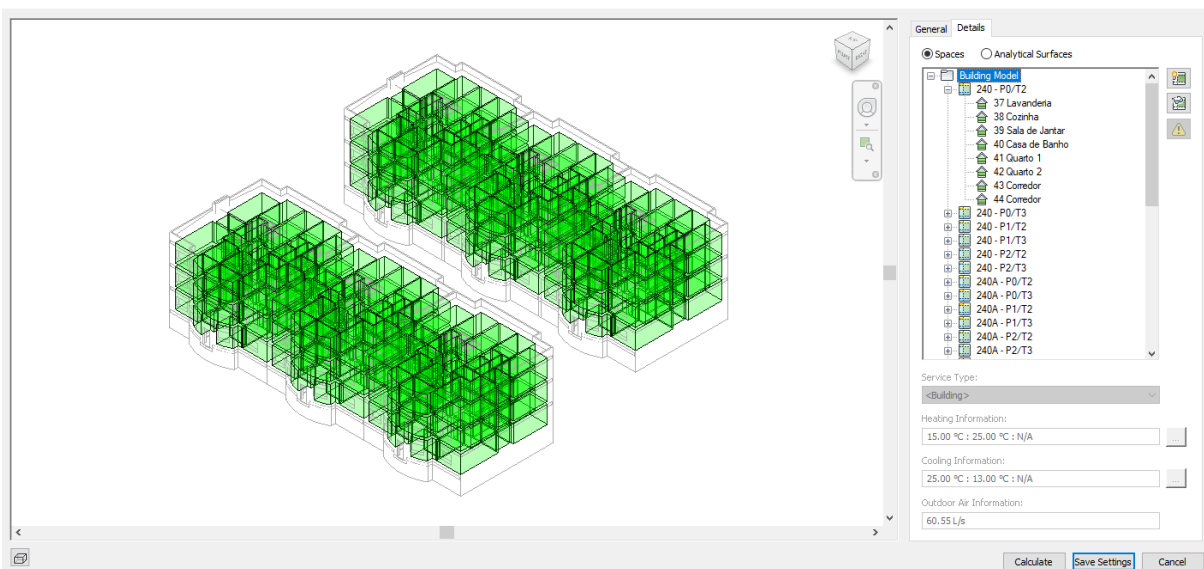 General Details
Spaces Analytical Surfaces
Building Model
240 - P0/T2
37 Lavanderia
38 Cozinha
39 Sala de Jantar
40 Casa de Banho
41 Quarto 1
42 Quarto 2
43 Corredor
44 Corredor
240 - P0/T3
240 - P1/T2
240 - P1/T3
240 - P2/T2
240 - P2/T3
240A - P0/T2
240A - P0/T3
240A - P1/T2
240A - P1/T3
240A - P2/T2
240A - P2/T3
Service Type:
<Building>
Heating Information:
15.00 ºC : 25.00 ºC : N/A
...
Cooling Information:
25.00 ºC : 13.00 ºC : N/A
...
Outdoor Air Information:
60.55 L/s
Calculate Save Settings Cancel